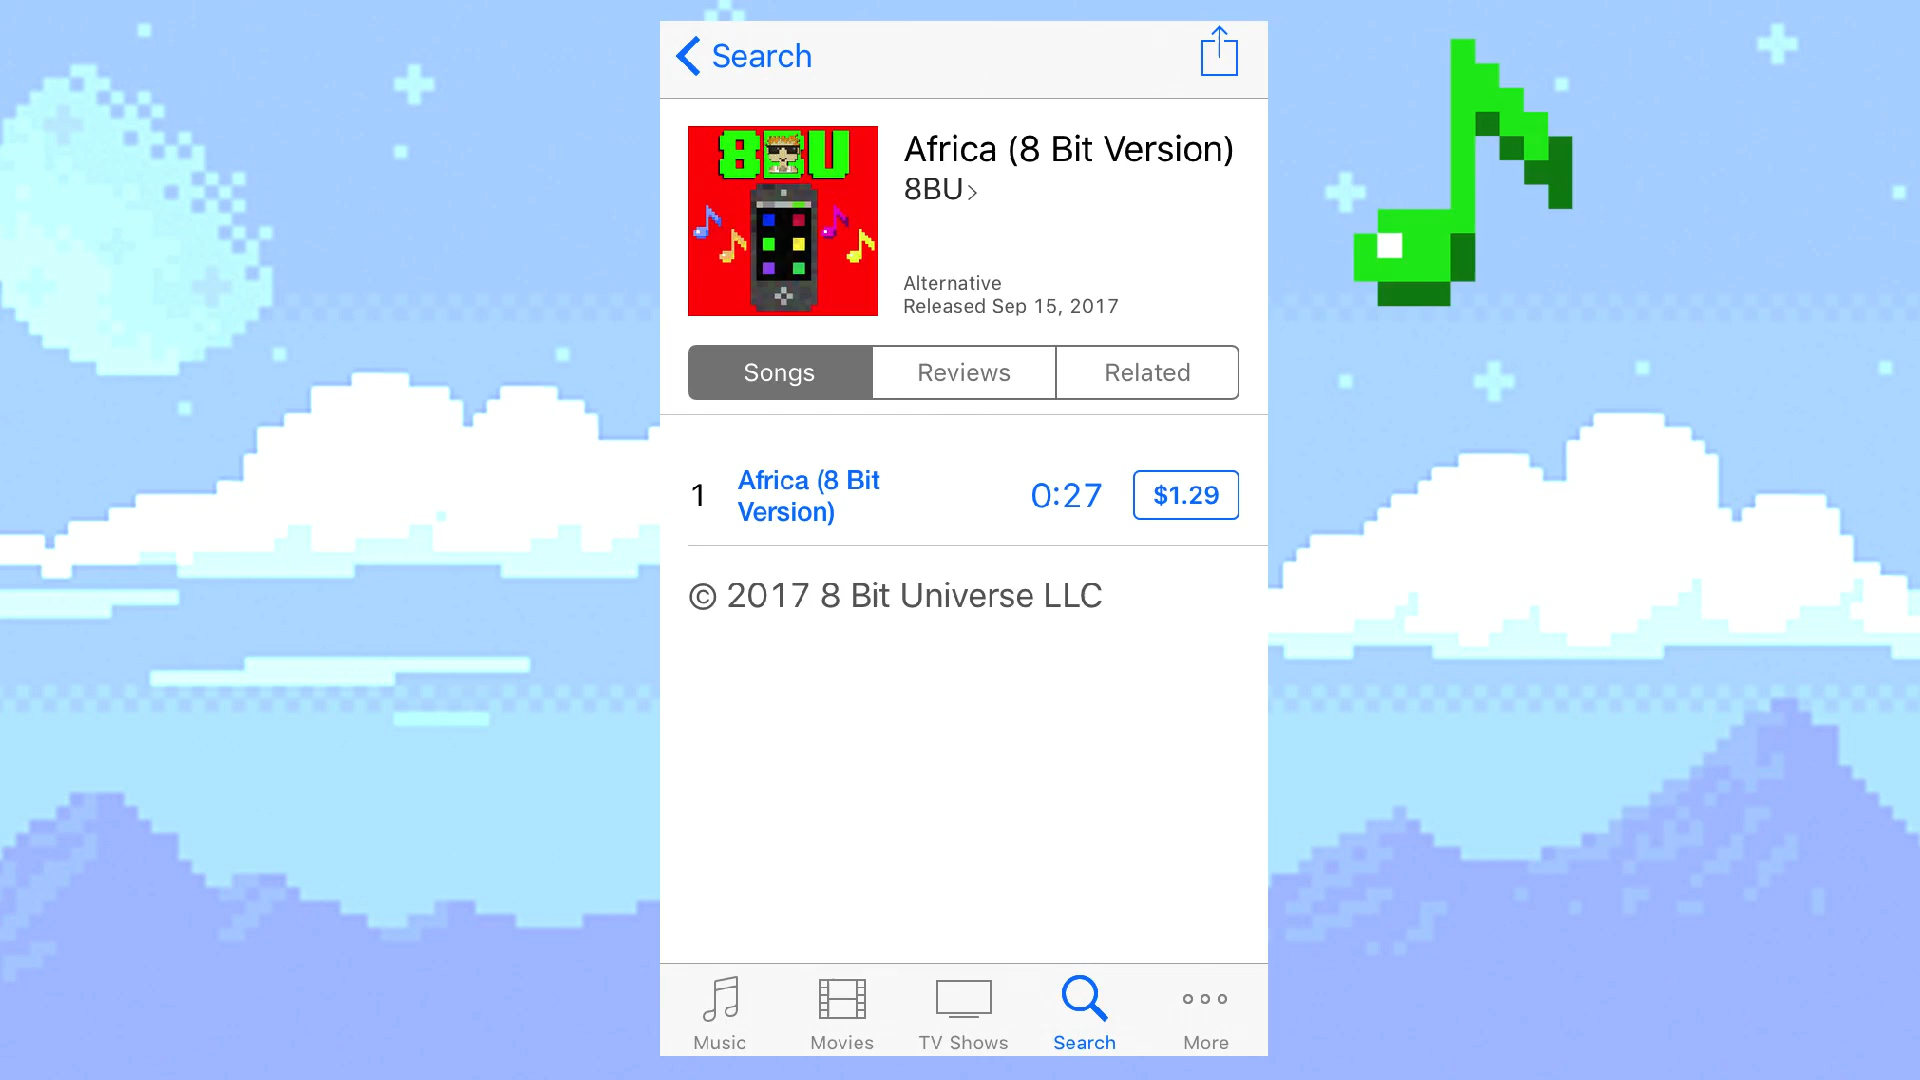 Search
8BU
Africa (8 Bit Version)
8BU
Alternative
Released Sep 15, 2017
Songs
Reviews
Related
1
Africa (8 Bit
Version)
0:27
$1.29
© 2017 8 Bit Universe LLC
Music
Movies
TV Shows
Search
More